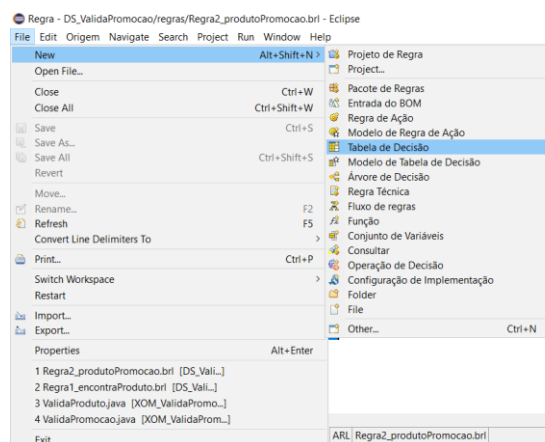 Regra - DS_ValidaPromocao/regras/Regra2_produtoPromocao.brl - Eclipse
File Edit Origem Navigate Search Project Run Window Help
New Alt+Shift+N >
Open File...
Close Ctrl+W
Close All Ctrl+Shift+W
Save Ctrl+S
Save As...
Save All Ctrl+Shift+S
Revert
Move...
Rename... F2
Refresh F5
Convert Line Delimiters To >
Print... Ctrl+P
Switch Workspace >
Restart
Import...
Export...
Properties Alt+Enter
1 Regra2_produtoPromocao.brl [DS_Vali...]
2 Regra1_encontraProduto.brl [DS_Vali...]
3 ValidaProduto.java [XOM_ValidaPromo...]
4 ValidaPromocao.java [XOM_ValidaProm...]
Exit
Projeto de Regra
Project...
Pacote de Regras
Entrada do BOM
Regra de Ação
Modelo de Regra de Ação
Tabela de Decisão
Modelo de Tabela de Decisão
Árvore de Decisão
Regra Técnica
Fluxo de regras
Função
Conjunto de Variáveis
Consultar
Operação de Decisão
Configuração de Implementação
Folder
File
Other... Ctrl+N
ARL Regra2_produtoPromocao.brl